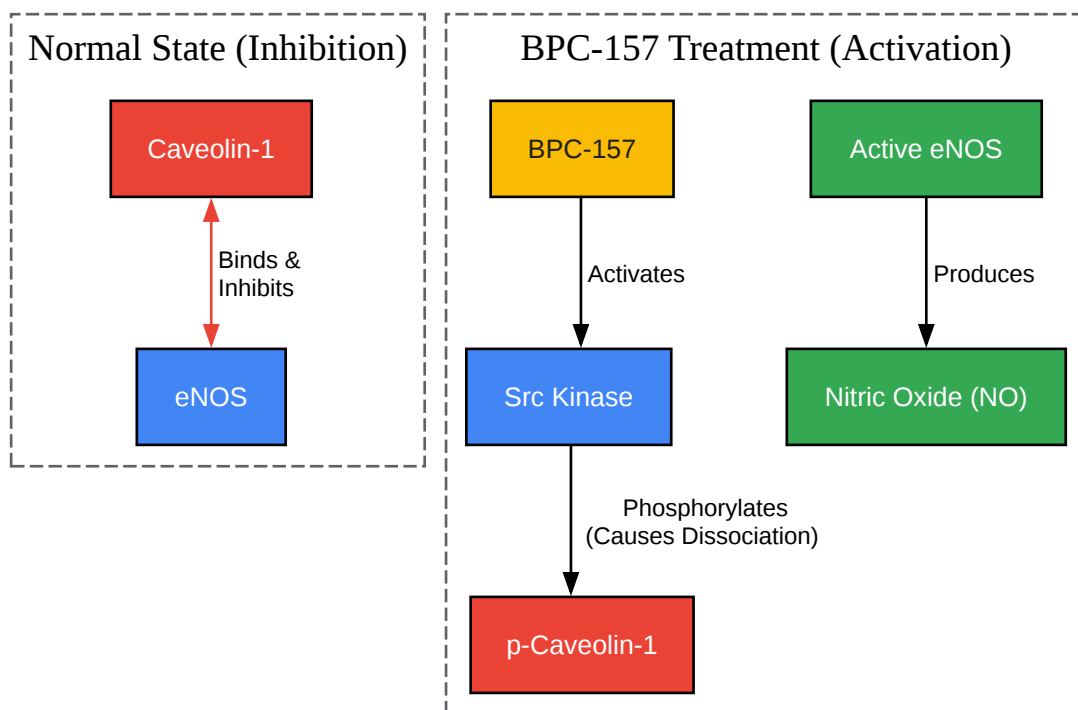 Normal State (Inhibition)
Caveolin-1
Binds &
Inhibits
eNOS
BPC-157 Treatment (Activation)
BPC-157
Activates
Src Kinase
Phosphorylates
(Causes Dissociation)
p-Caveolin-1
Active eNOS
Produces
Nitric Oxide (NO)